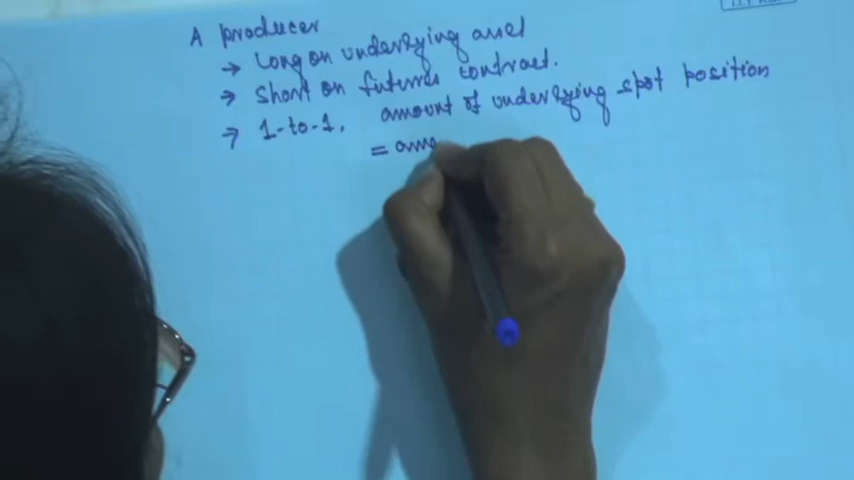 A producer
→ Long on underlying asset
→ Short on futures contract.
→ 1-to-1. amount of underlying spot position
= amo